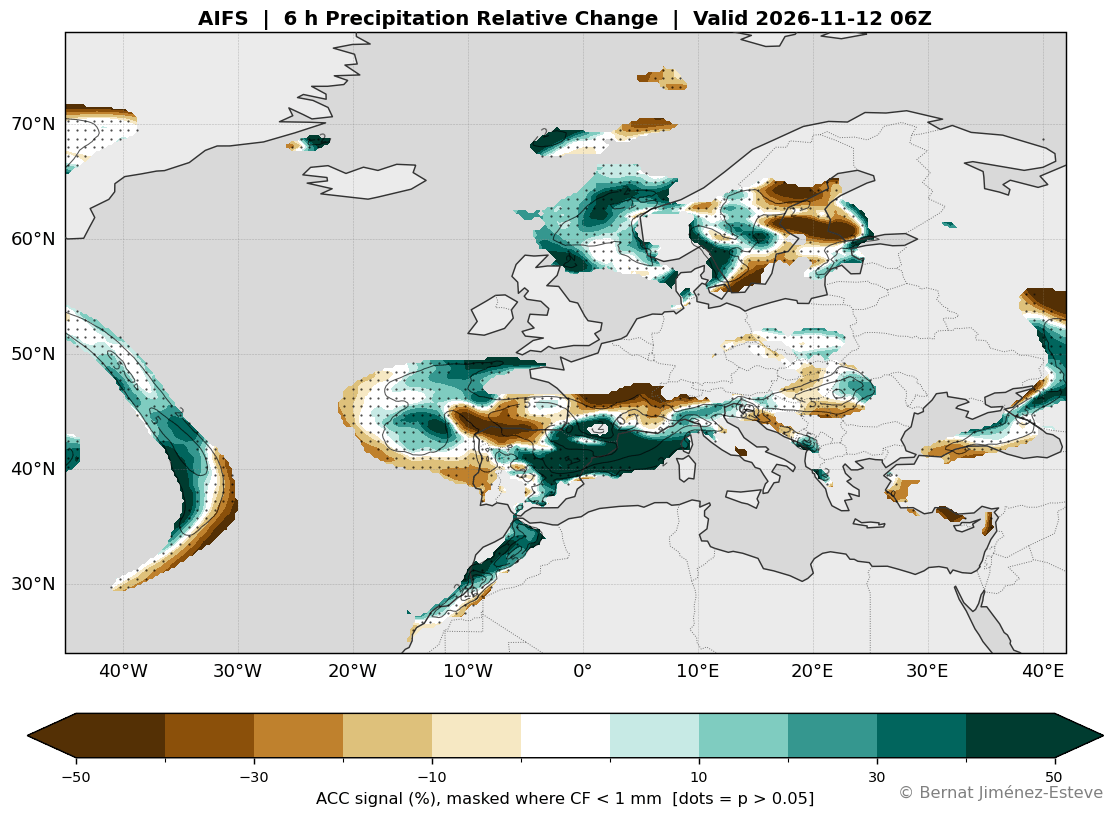 AIFS | 6 h Precipitation Relative Change | Valid 2026-11-12 06Z
70°N
60°N
50°N
40°N
30°N
40°W 30°W 20°W 10°W 0° 10°E 20°E 30°E 40°E
−50 −30 −10 10 30 50
ACC signal (%), masked where CF < 1 mm [dots = p > 0.05]
© Bernat Jiménez-Esteve